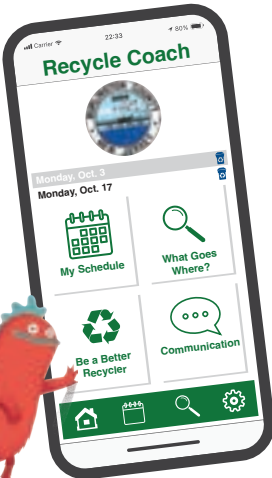 Carrier 22:33 80%
Recycle Coach
Monday, Oct. 3
Monday, Oct. 17
My Schedule
What Goes
Where?
Be a Better
Recycler
Communication